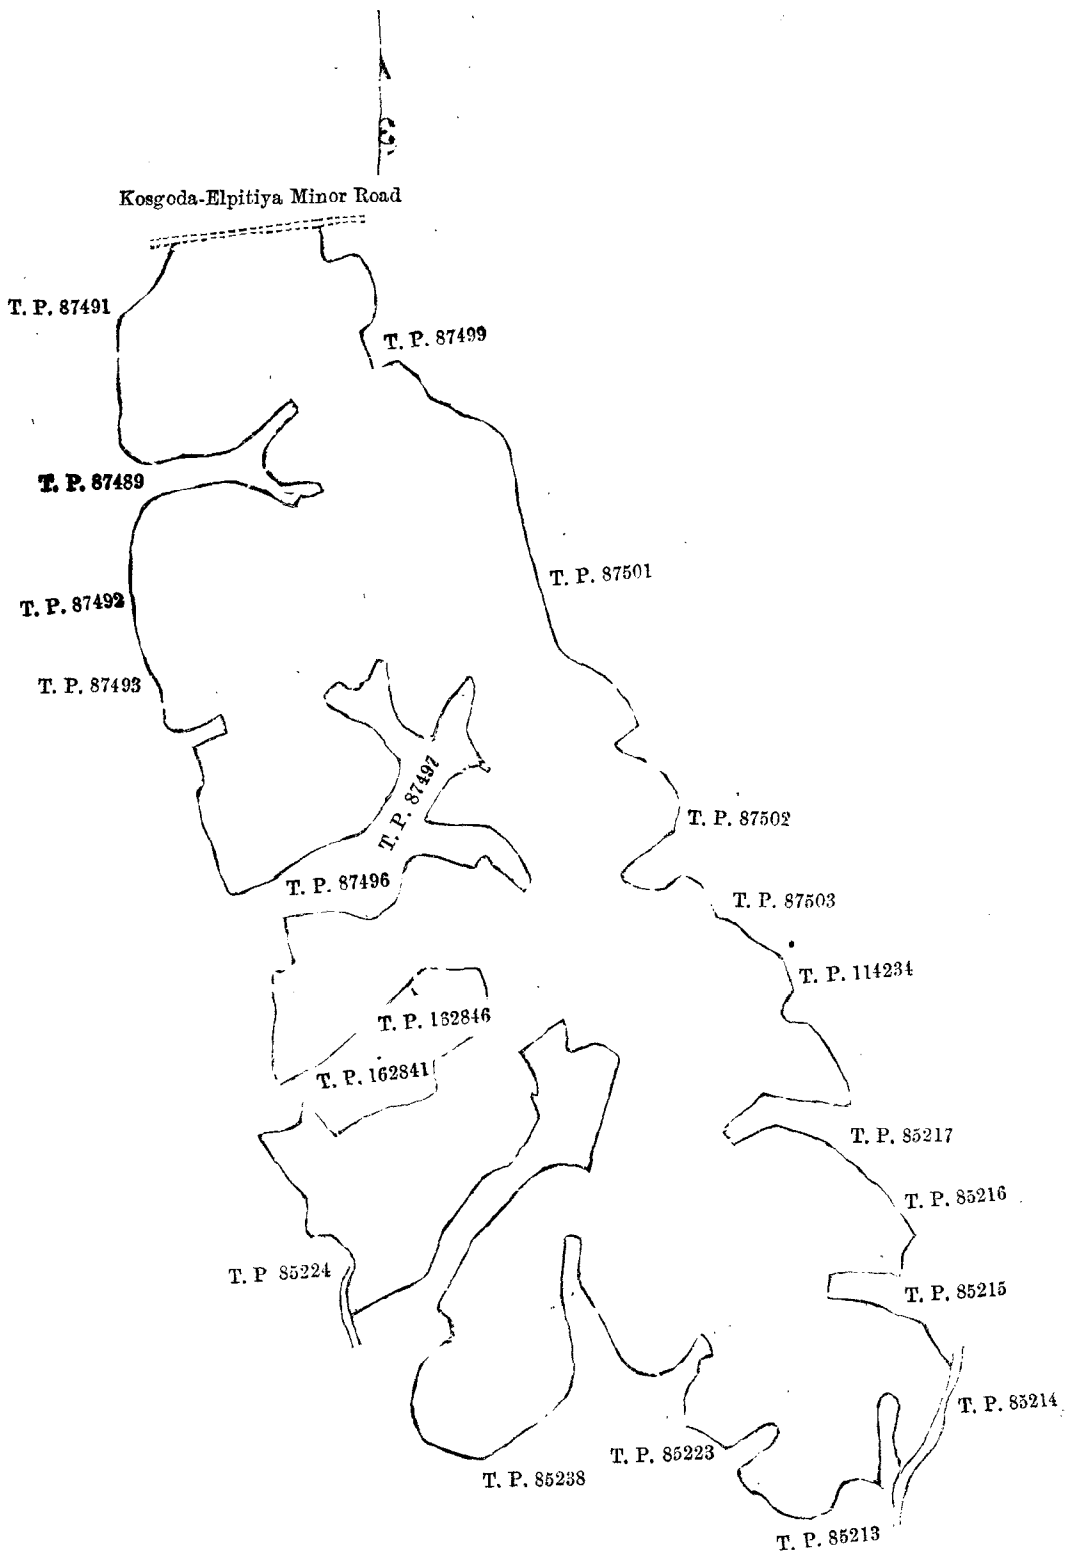 Kosgoda-Elpitiya Minor Road
T. P. 87491
T. P. 87499
T. P. 87489
T. P. 87501
T. P. 87492
T. P. 87493
T. P. 87497
T. P. 87502
T. P. 87496
T. P. 87503
T. P. 114234
T. P. 162846
T. P. 162841
T. P. 85217
T. P. 85216
T. P 85224
T. P. 85215
T. P. 85214
T. P. 85223
T. P. 85238
T. P. 85213